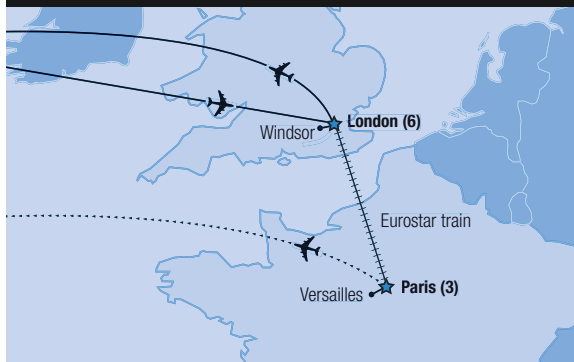 London (6)
Windsor
Eurostar train
Versailles
Paris (3)